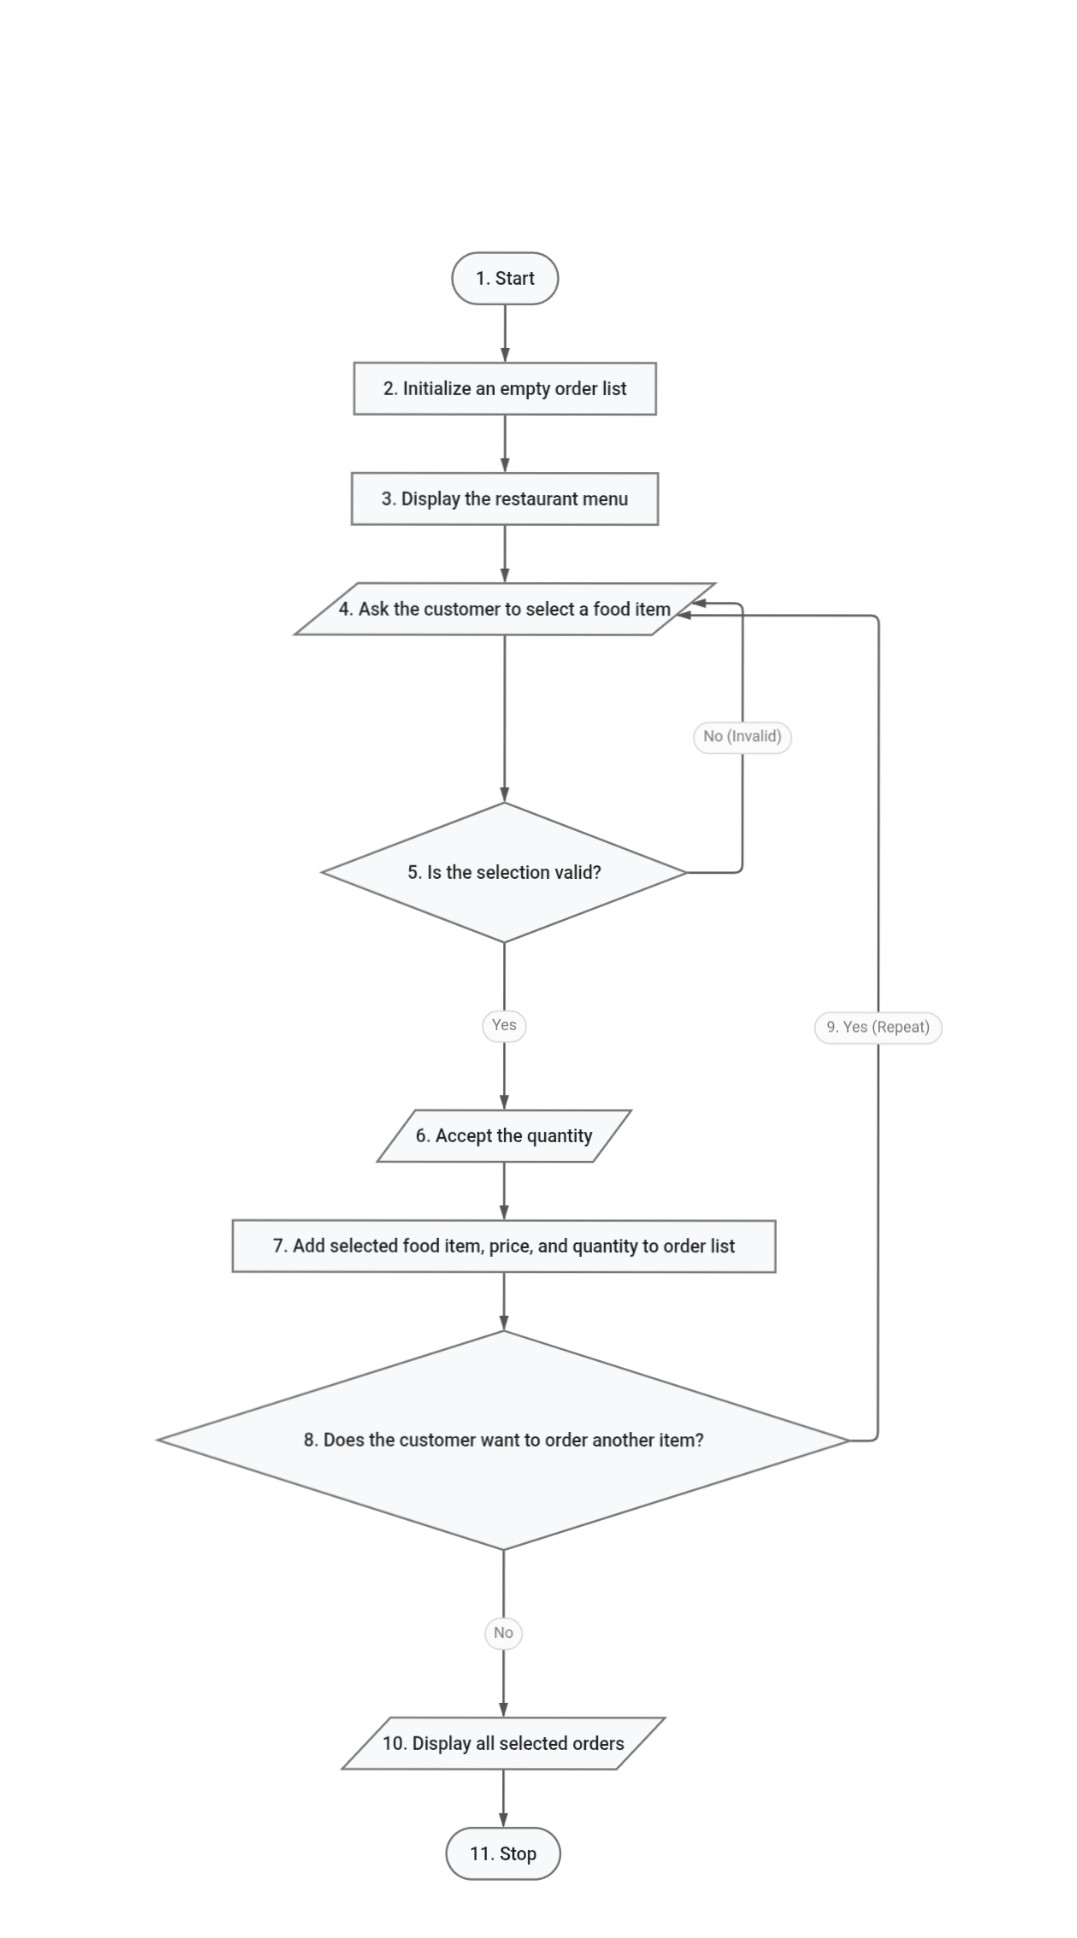 1. Start
2. Initialize an empty order list
3. Display the restaurant menu
4. Ask the customer to select a food item
No (Invalid)
5. Is the selection valid?
Yes
9. Yes (Repeat)
6. Accept the quantity
7. Add selected food item, price, and quantity to order list
8. Does the customer want to order another item?
No
10. Display all selected orders
11. Stop